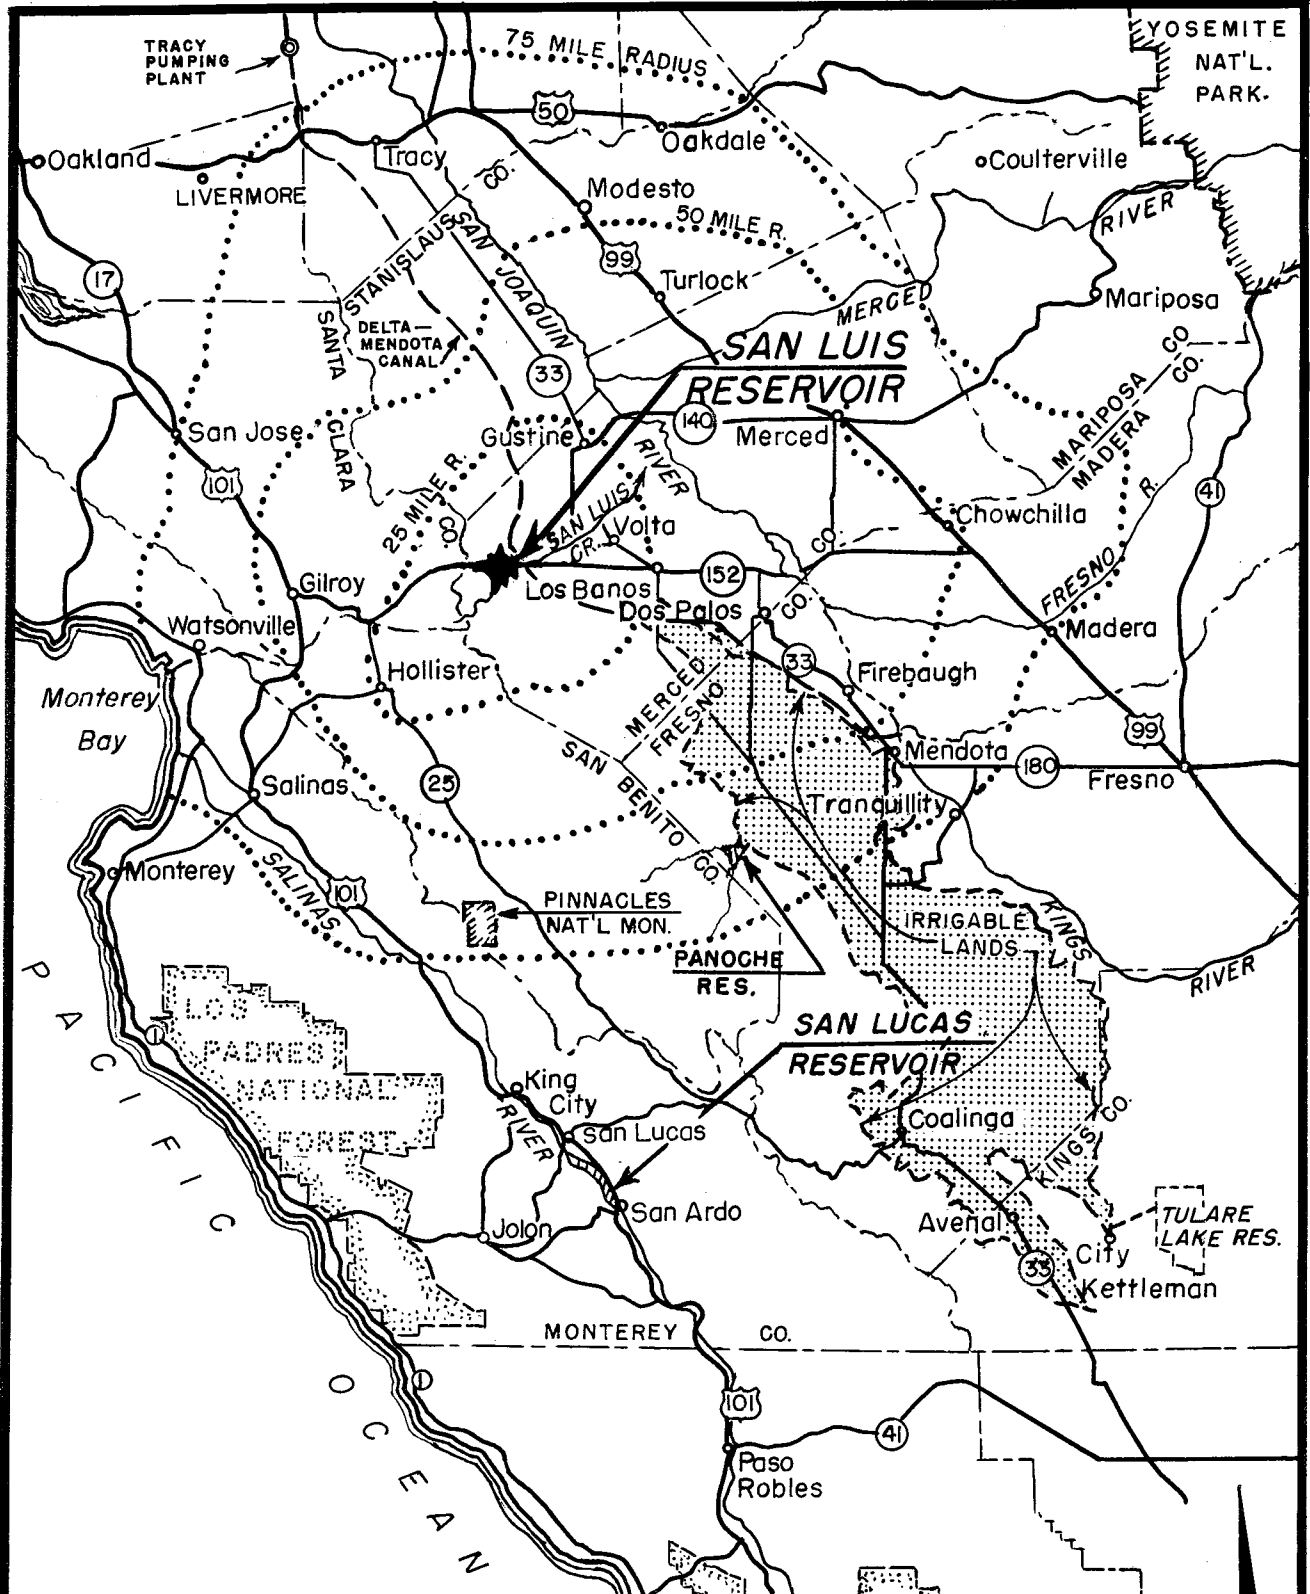 YOSEMITE
NAT'L.
PARK.
TRACY
PUMPING
PLANT
75 MILE RADIUS
50
Oakdale
Oakland
Tracy
LIVERMORE
CO.
Coulterville
Modesto
RIVER
STANISLAUS
SAN JOAQUIN
50 MILE R.
99
17
Turlock
MERCED
Mariposa
SANTA
DELTA—
MENDOTA
CANAL
SAN LUIS
RESERVOIR
CO
CO.
33
MARIPOSA
MADERA
140
Merced
San Jose
CLARA
Gustine
RIVER
25 MILE R.
101
R.
41
CO.
SAN LUIS
CR.
Volta
Chowchilla
CO.
Gilroy
152
Los Banos
Dos Palos
CO.
FRESNO
Watsonville
Madera
33
Hollister
MERCED
FRESNO
Firebaugh
Monterey
Bay
99
Mendota
SAN BENITO CO.
180
Fresno
25
Salinas
Tranquillity
Monterey
SALINAS
101
PINNACLES
NAT'L MON.
IRRIGABLE
LANDS
KINGS
RIVER
PANOCHE
RES.
PACIFIC
LOS
PADRES
NATIONAL
FOREST
1
SAN LUCAS
RESERVOIR
King
City
RIVER
San Lucas
Coalinga
KINGS CO.
San Ardo
Jolon
Avenal
TULARE
LAKE RES.
City
Kettleman
33
MONTEREY CO.
OCEAN
1
101
41
Paso
Robles